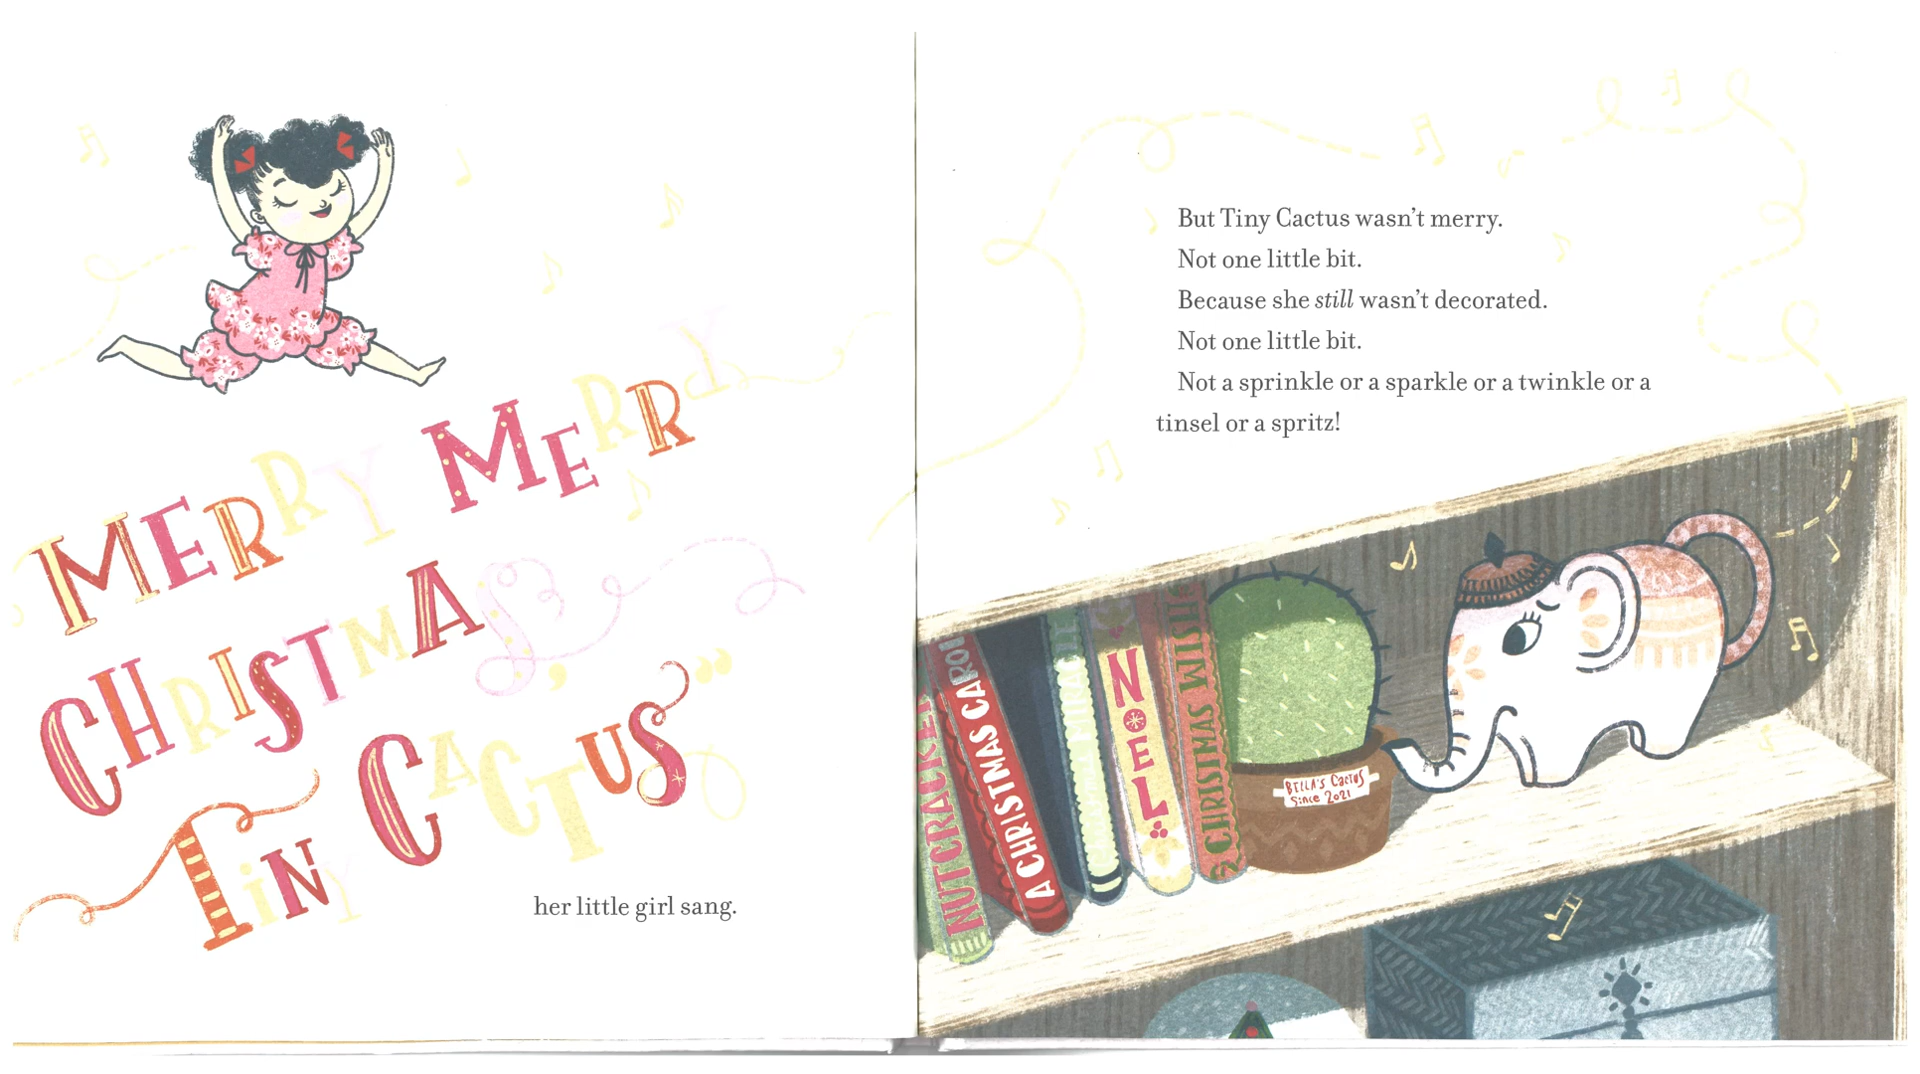 MERRY MERRY
CHRISTMAS,
TINY CACTUS”
her little girl sang.
But Tiny Cactus wasn’t merry.
Not one little bit.
Because she still wasn’t decorated.
Not one little bit.
Not a sprinkle or a sparkle or a twinkle or a
tinsel or a spritz!
NUTCRACKER
A CHRISTMAS CAROL
NOEL
CHRISTMAS WISH
BELLA’S CACTUS
Since 2021